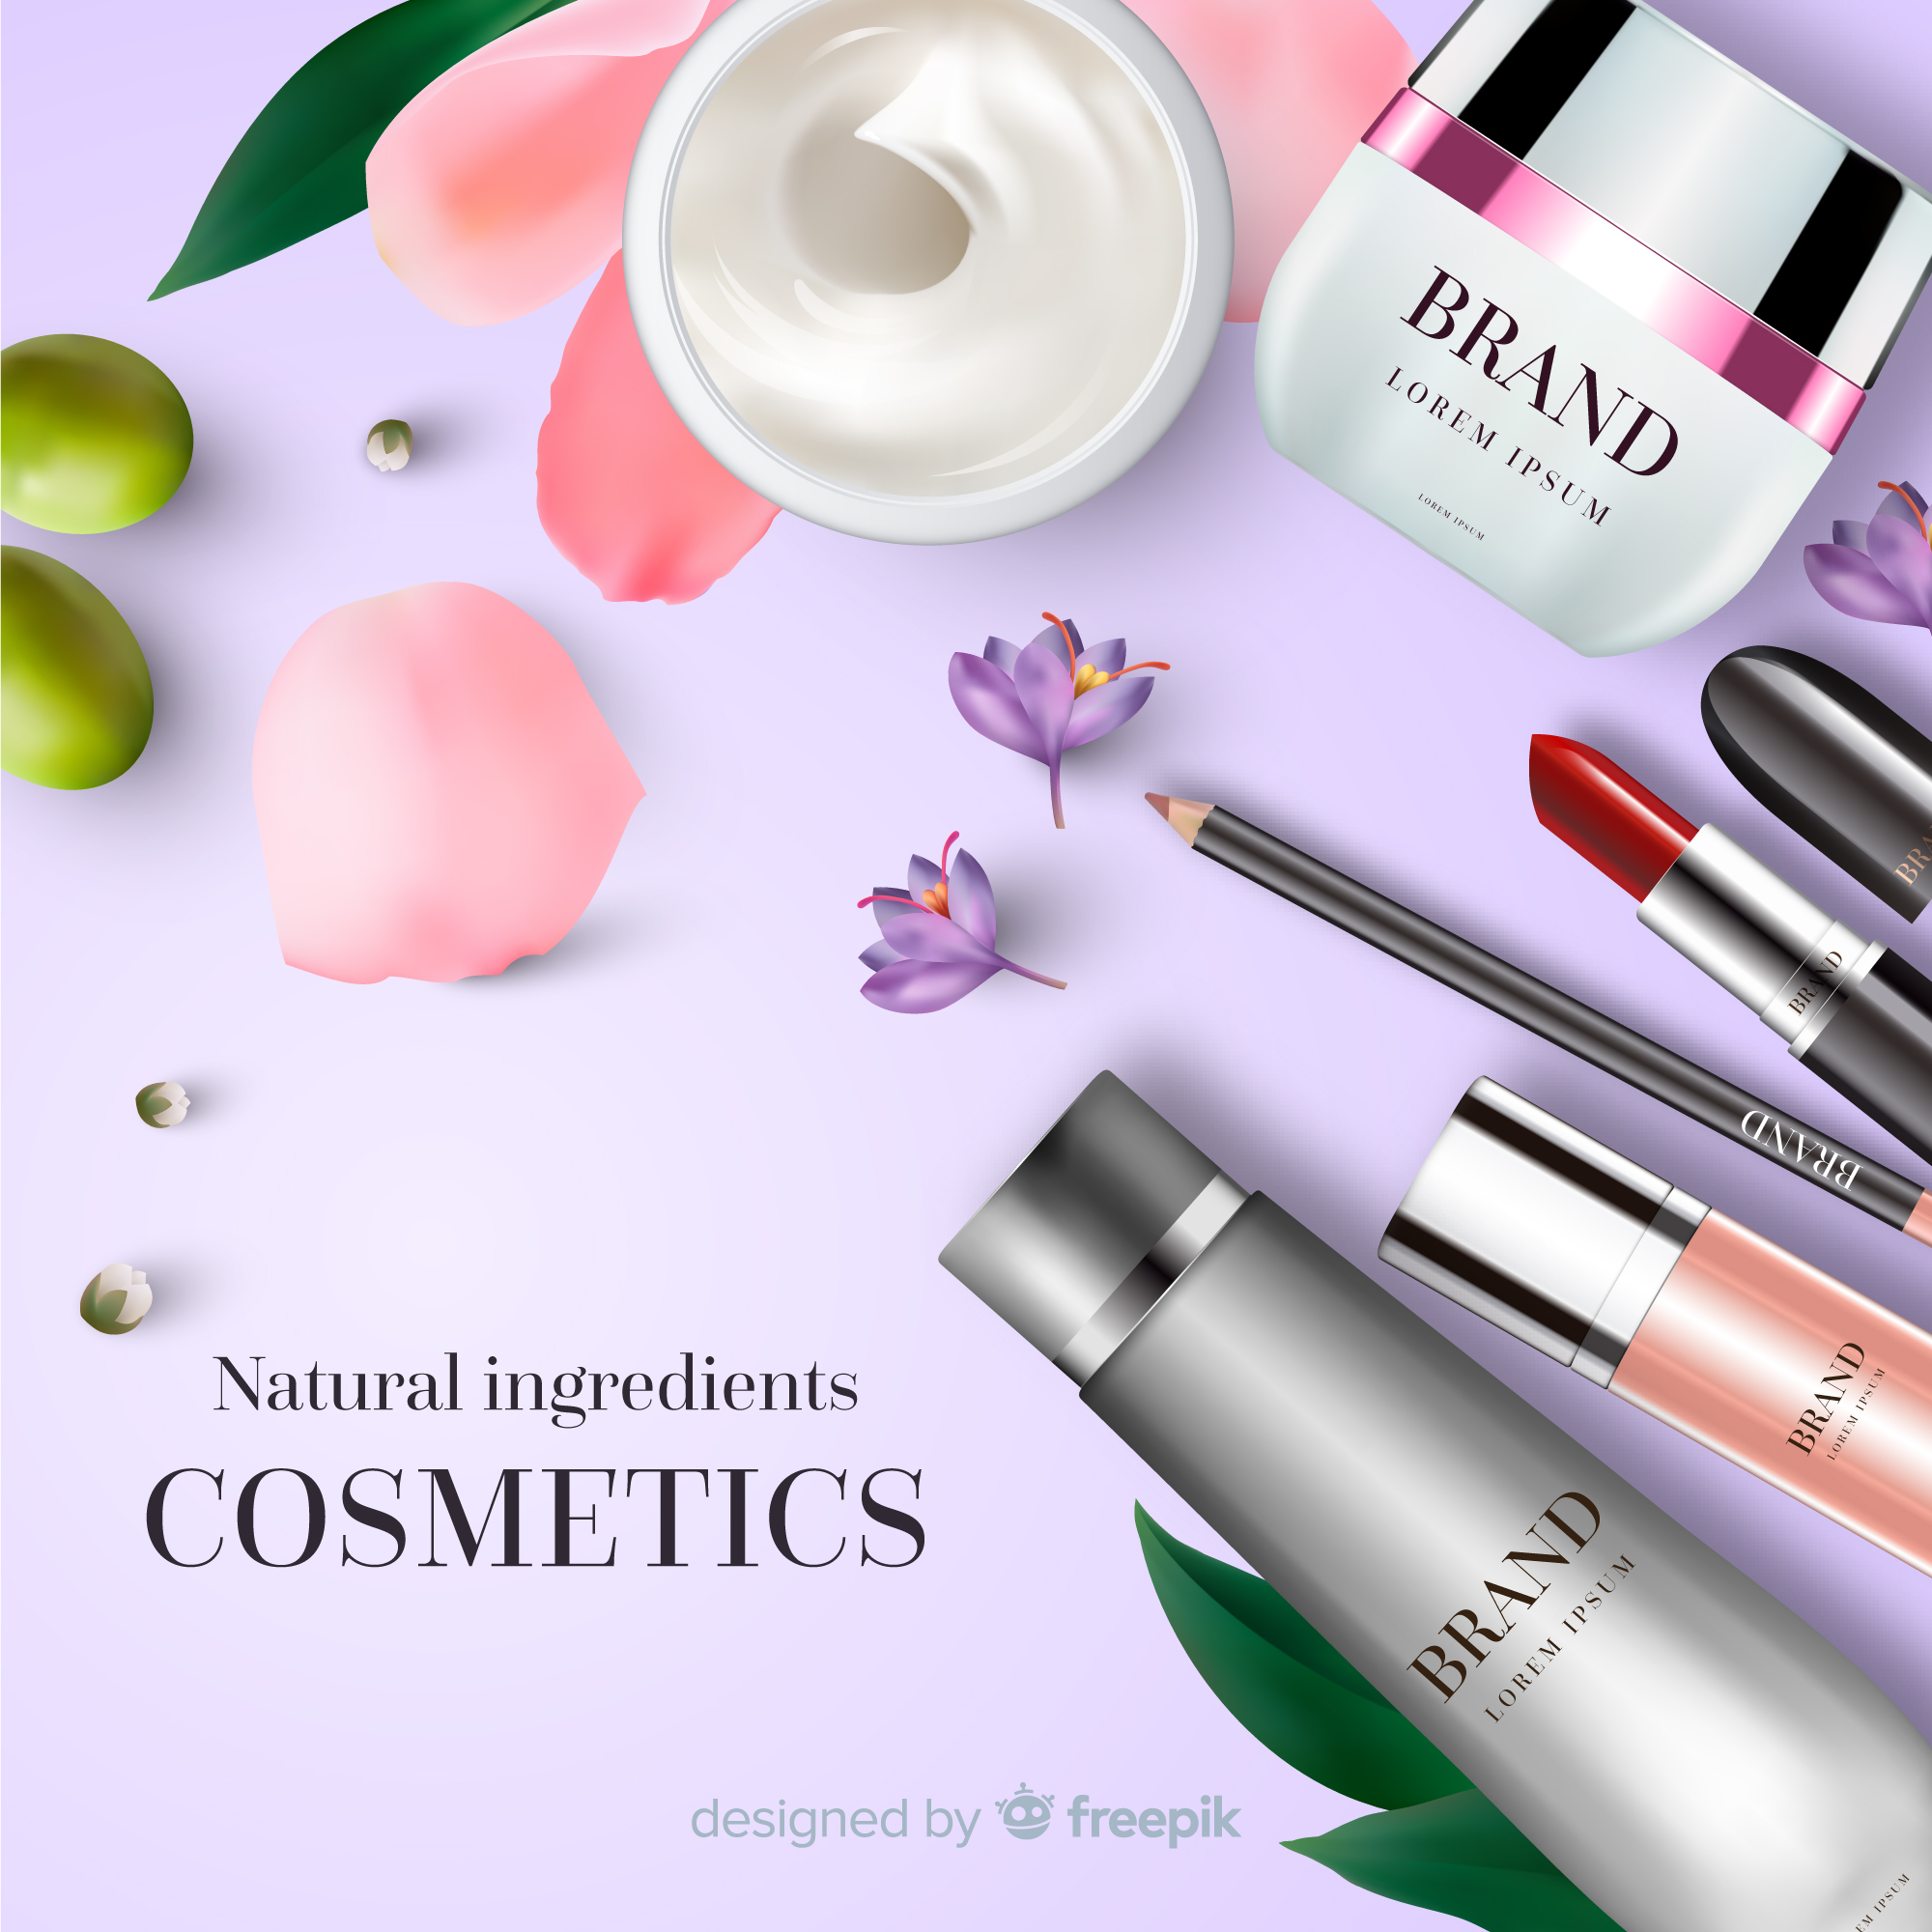 BRAND
LOREM IPSUM
LOREM IPSUM
BRAND
BRAND
BRAND
LOREM IPSUM
Natural ingredients
COSMETICS
BRAND
LOREM IPSUM
designed by freepik
IPSUM